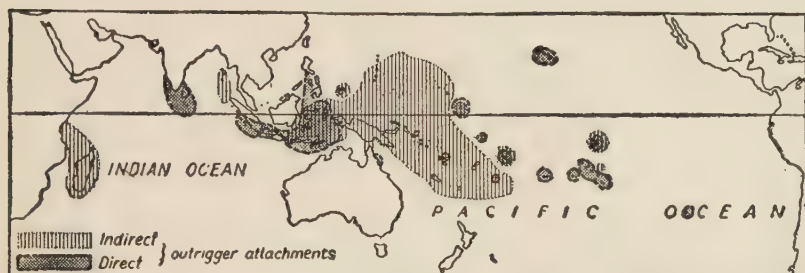 INDIAN OCEAN
PACIFIC OCEAN
Indirect
Direct } outrigger attachments